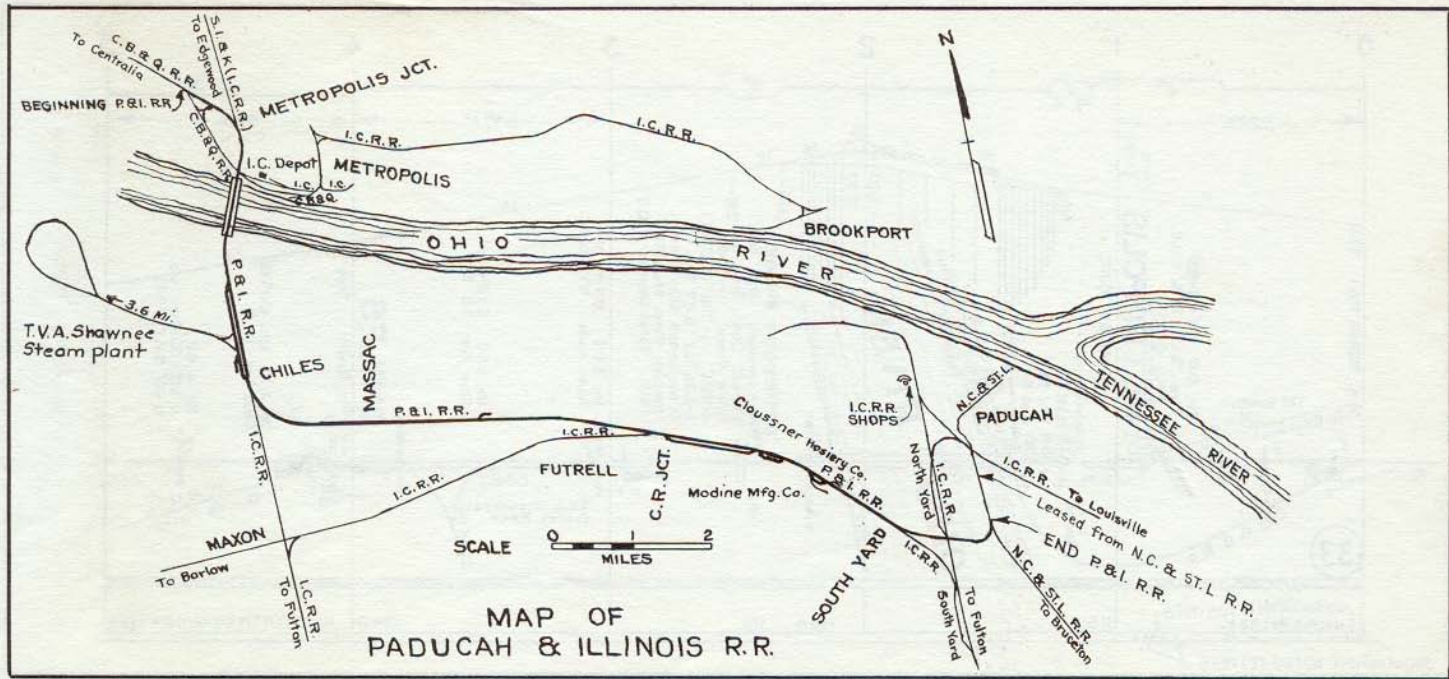 S.I.&K.(I.C.R.R.)
To Edgewood
C.B.& Q. R.R.
To Centralia
METROPOLIS JCT.
BEGINNING P.& I. R.R.
C.B.&Q. R.R.
I.C. Depot
METROPOLIS
I.C.R.R.
I.C.R.R.
I.C.
I.C.
C.B.&Q.
N
BROOKPORT
OHIO
RIVER
P. & I. R.R.
3.6 Mi.
T.V.A. Shawnee
Steam plant
CHILES
MASSAC
P.& I. R.R.
TENNESSEE
RIVER
N.C.& ST.L.
PADUCAH
I.C.R.R.
SHOPS
Cloussner Hosiery Co.
P.& I. R.R.
North Yard
I.C.R.R.
I.C.R.R. To Louisville
Leased from N.C. & ST.L R.R.
END P.& I. R.R.
I.C.R.R.
I.C.R.R.
I.C.R.R.
FUTRELL
C.R. JCT.
Modine Mfg. Co.
MAXON
To Barlow
I.C.R.R.
To Fulton
SCALE
0 1 2
MILES
SOUTH YARD
I.C.R.R.
South Yard
To Fulton
N.C.& ST.L. R.R.
To Bruceton
MAP OF
PADUCAH & ILLINOIS R.R.